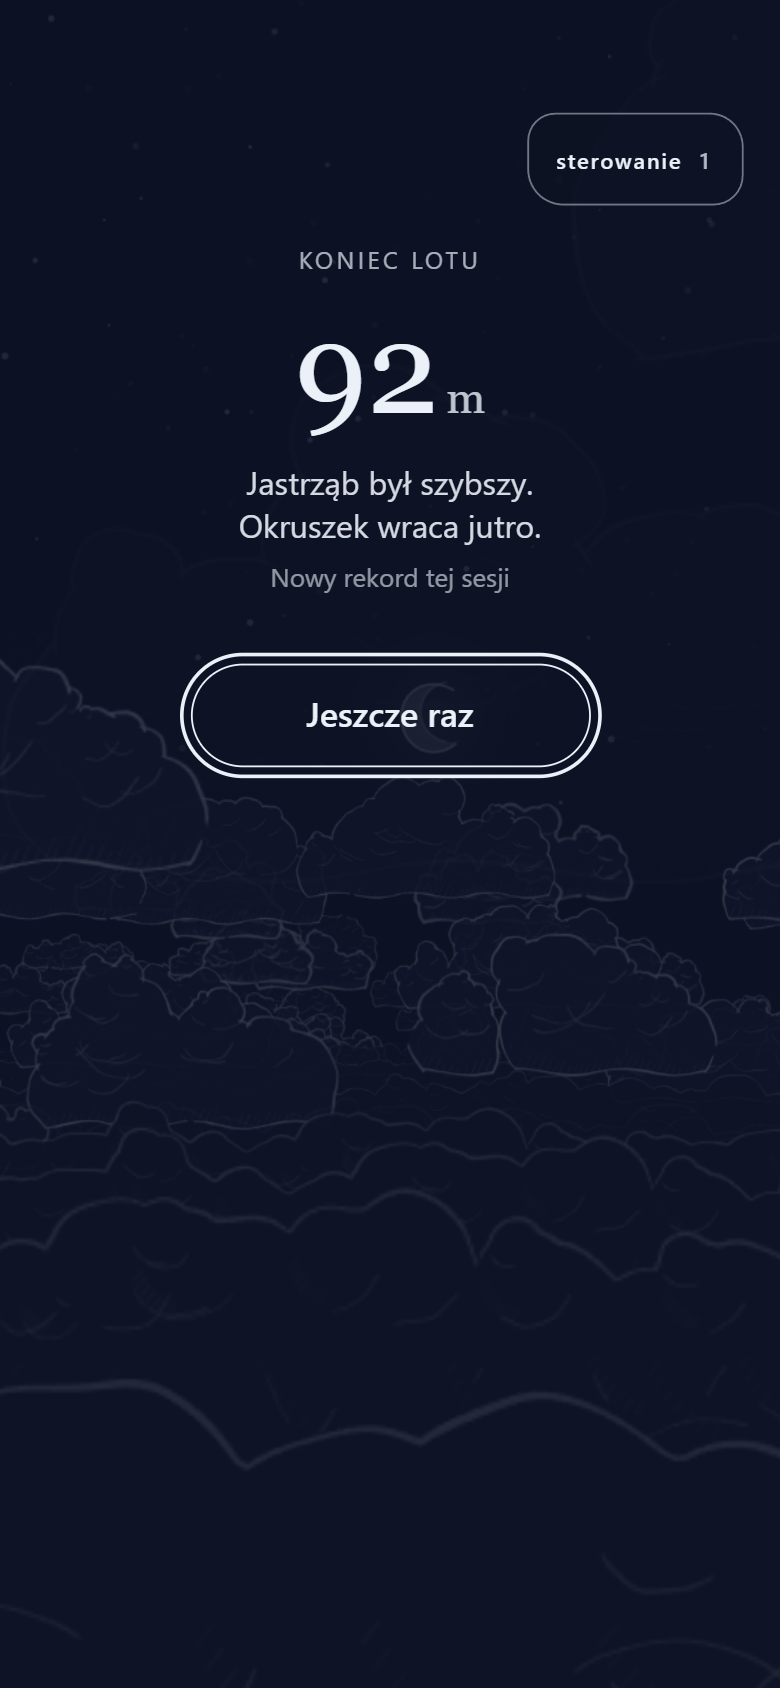 sterowanie 1
KONIEC LOTU
92 m
Jastrząb był szybszy.
Okruszek wraca jutro.
Nowy rekord tej sesji
Jeszcze raz